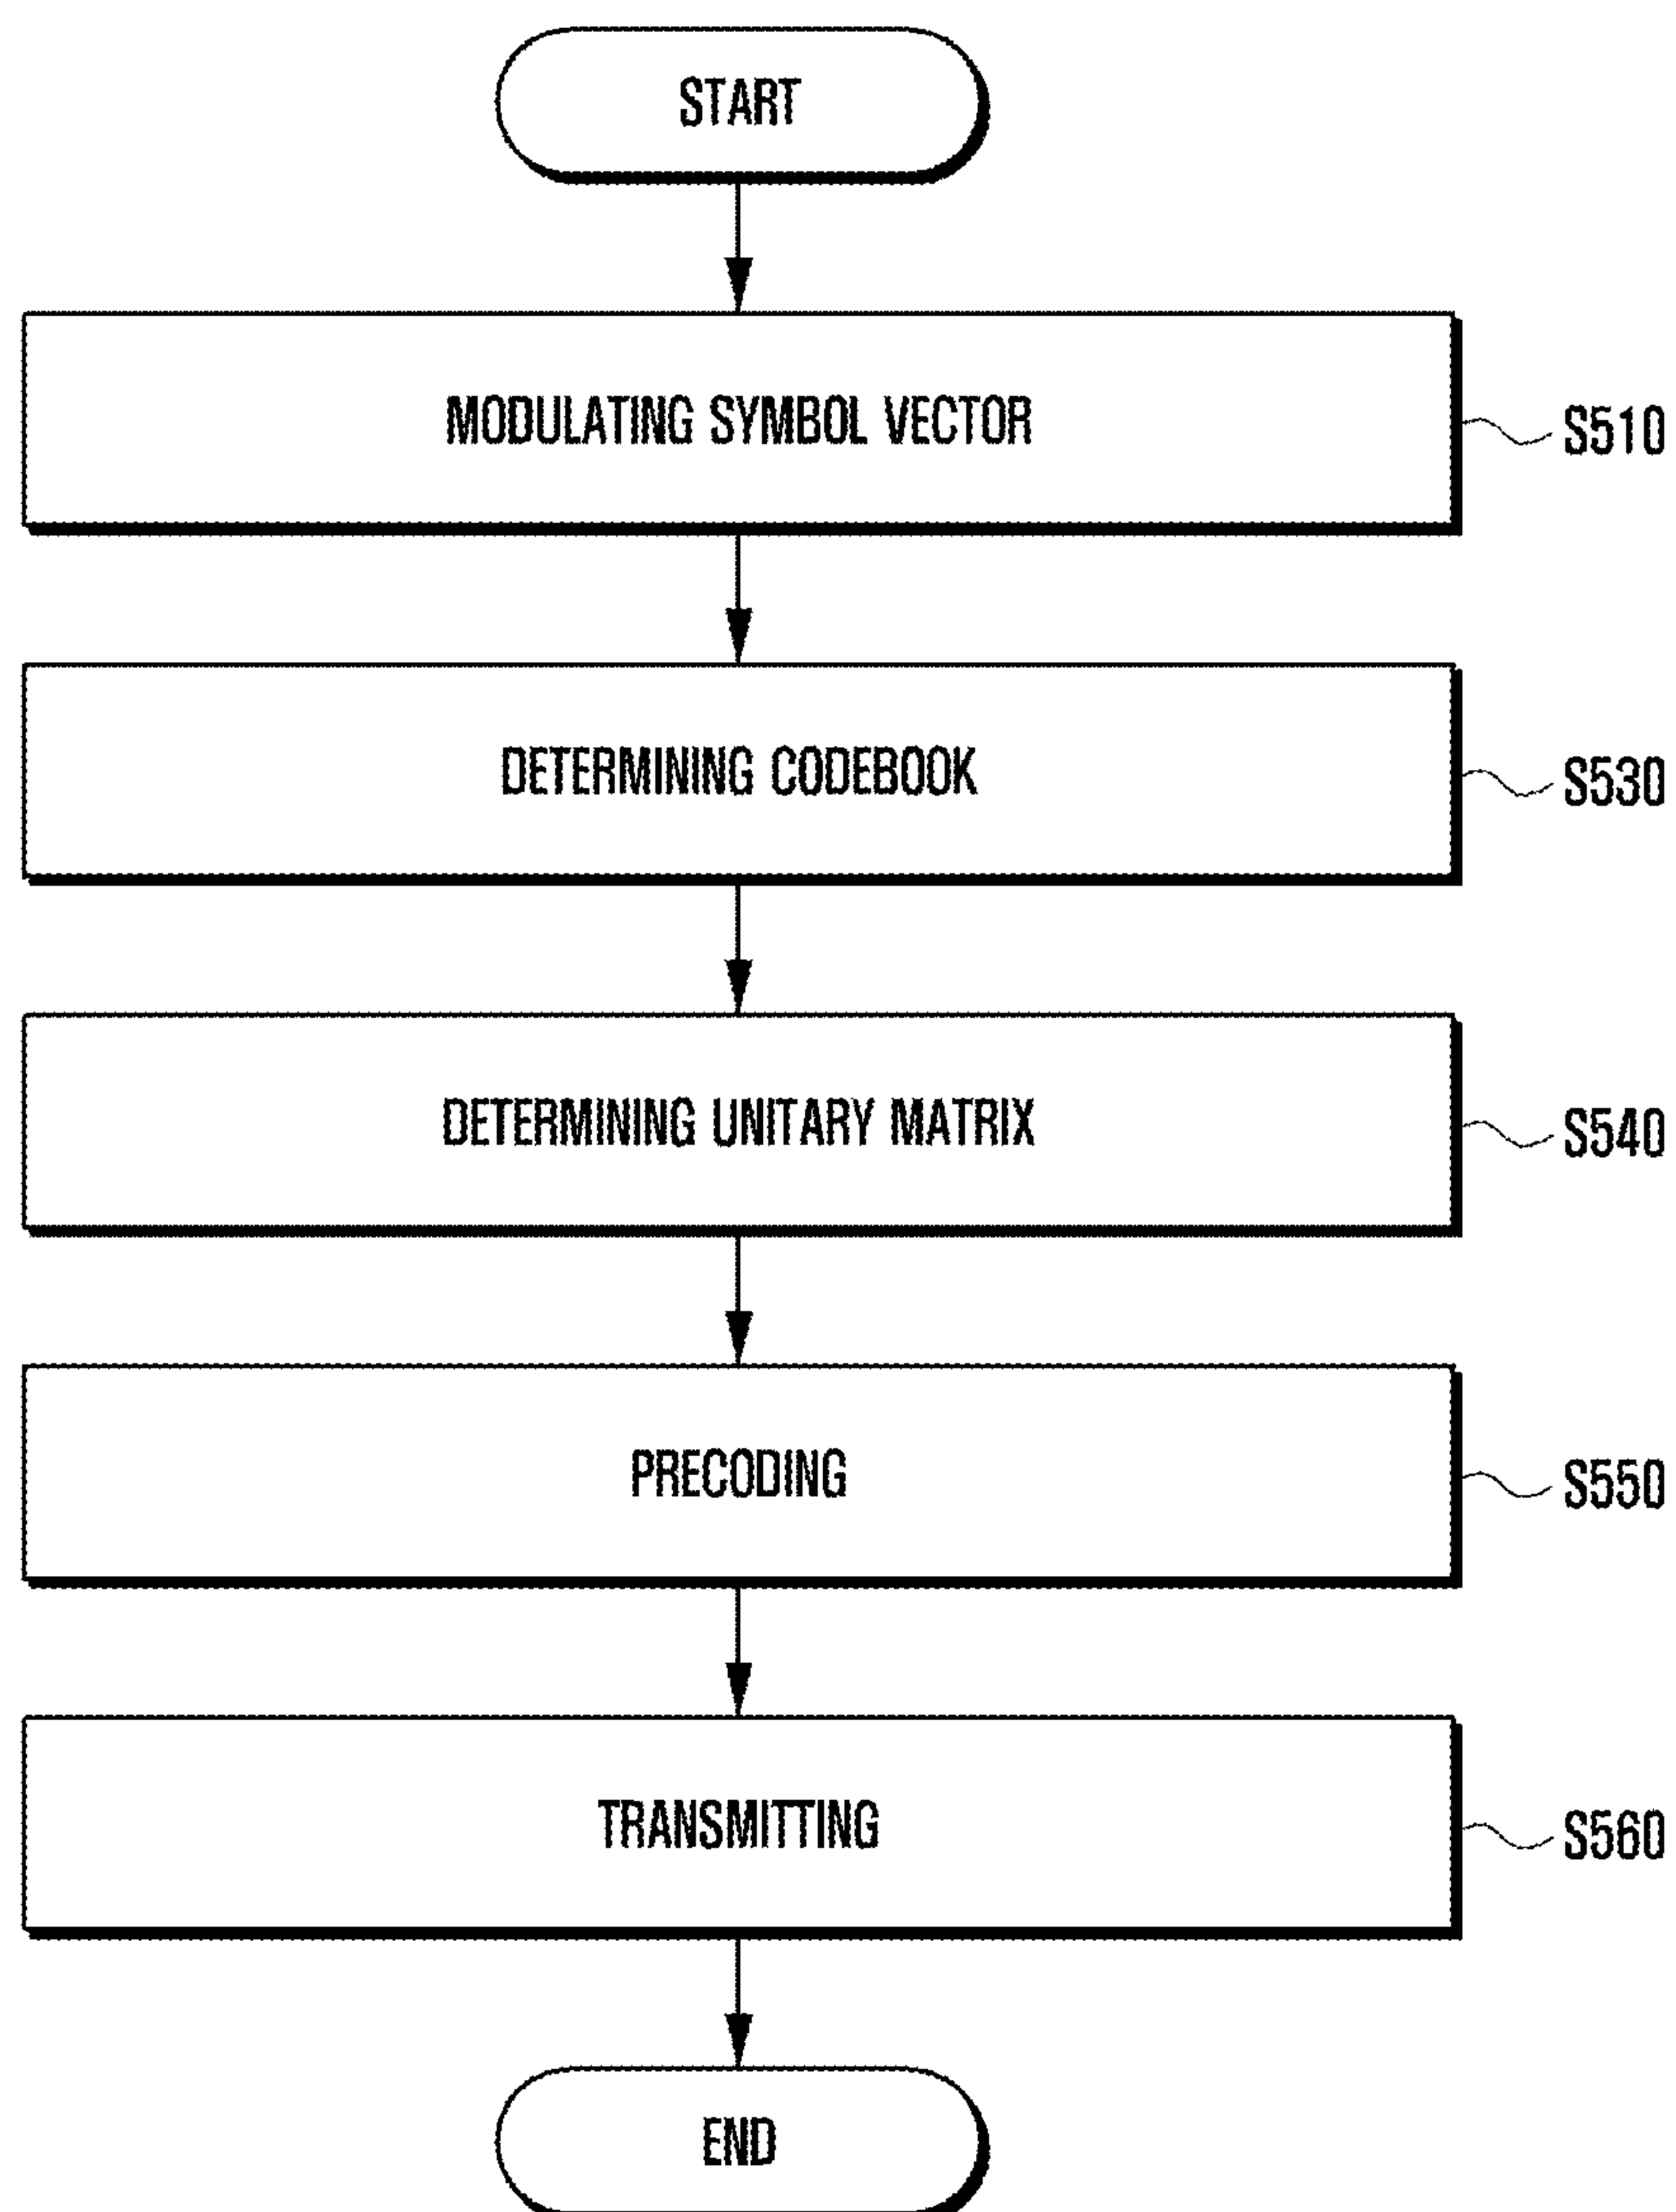 START
MODULATING SYMBOL VECTOR
S510
DETERMINING CODEBOOK
S530
DETERMINING UNITARY MATRIX
S540
PRECODING
S550
TRANSMITTING
S560
END